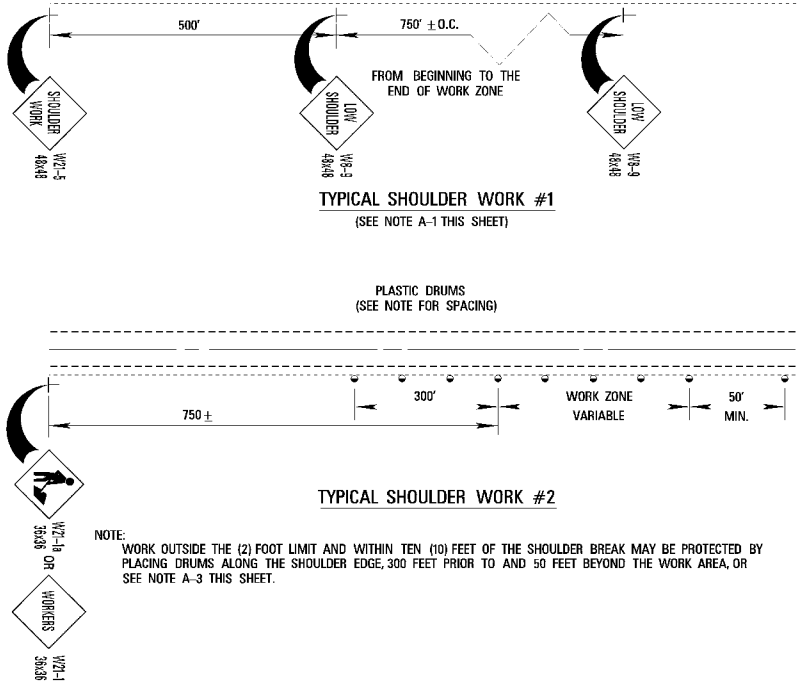 500'
750' ± O.C.
FROM BEGINNING TO THE
END OF WORK ZONE
SHOULDER
WORK
W21-5
48x48
LOW
SHOULDER
W8-9
48x48
LOW
SHOULDER
W8-9
48x48
TYPICAL SHOULDER WORK #1
(SEE NOTE A-1 THIS SHEET)
PLASTIC DRUMS
(SEE NOTE FOR SPACING)
300'
WORK ZONE
VARIABLE
50'
MIN.
750 ±
W21-1a
36x36
OR
WORKERS
W21-1
36x36
TYPICAL SHOULDER WORK #2
NOTE:
WORK OUTSIDE THE (2) FOOT LIMIT AND WITHIN TEN (10) FEET OF THE SHOULDER BREAK MAY BE PROTECTED BY
PLACING DRUMS ALONG THE SHOULDER EDGE, 300 FEET PRIOR TO AND 50 FEET BEYOND THE WORK AREA, OR
SEE NOTE A-3 THIS SHEET.